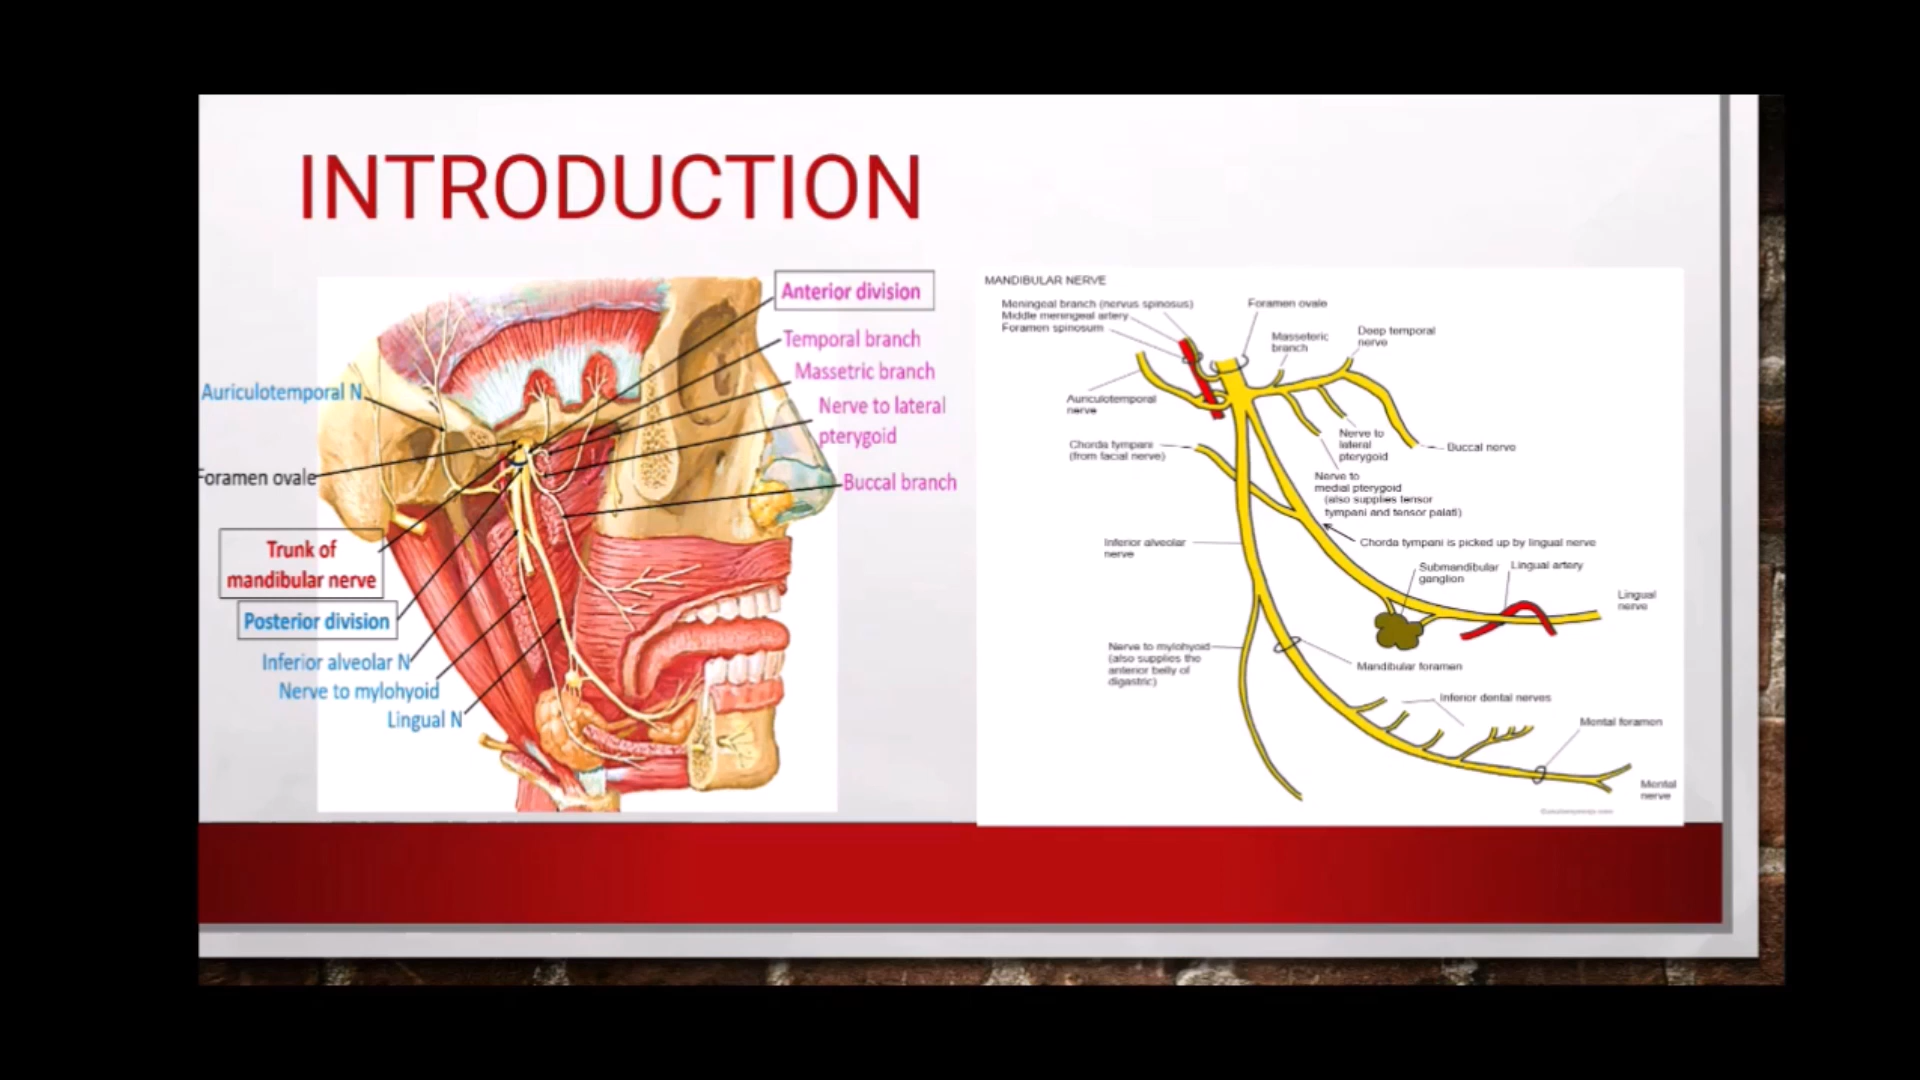 INTRODUCTION
Anterior division
Temporal branch
Massetric branch
Nerve to lateral
pterygoid
Buccal branch
Auriculotemporal N
Foramen ovale
Trunk of
mandibular nerve
Posterior division
Inferior alveolar N
Nerve to mylohyoid
Lingual N
MANDIBULAR NERVE
Meningeal branch (nervus spinosus)
Middle meningeal artery
Foramen spinosum
Foramen ovale
Masseteric
branch
Deep temporal
nerve
Auriculotemporal
nerve
Chorda tympani
(from facial nerve)
Nerve to
lateral
pterygoid
Buccal nerve
Nerve to
medial pterygoid
(also supplies tensor
tympani and tensor palati)
Inferior alveolar
nerve
Chorda tympani is picked up by lingual nerve
Submandibular
ganglion
Lingual artery
Lingual
nerve
Nerve to mylohyoid
(also supplies the
anterior belly of
digastric)
Mandibular foramen
Inferior dental nerves
Mental foramen
Mental
nerve